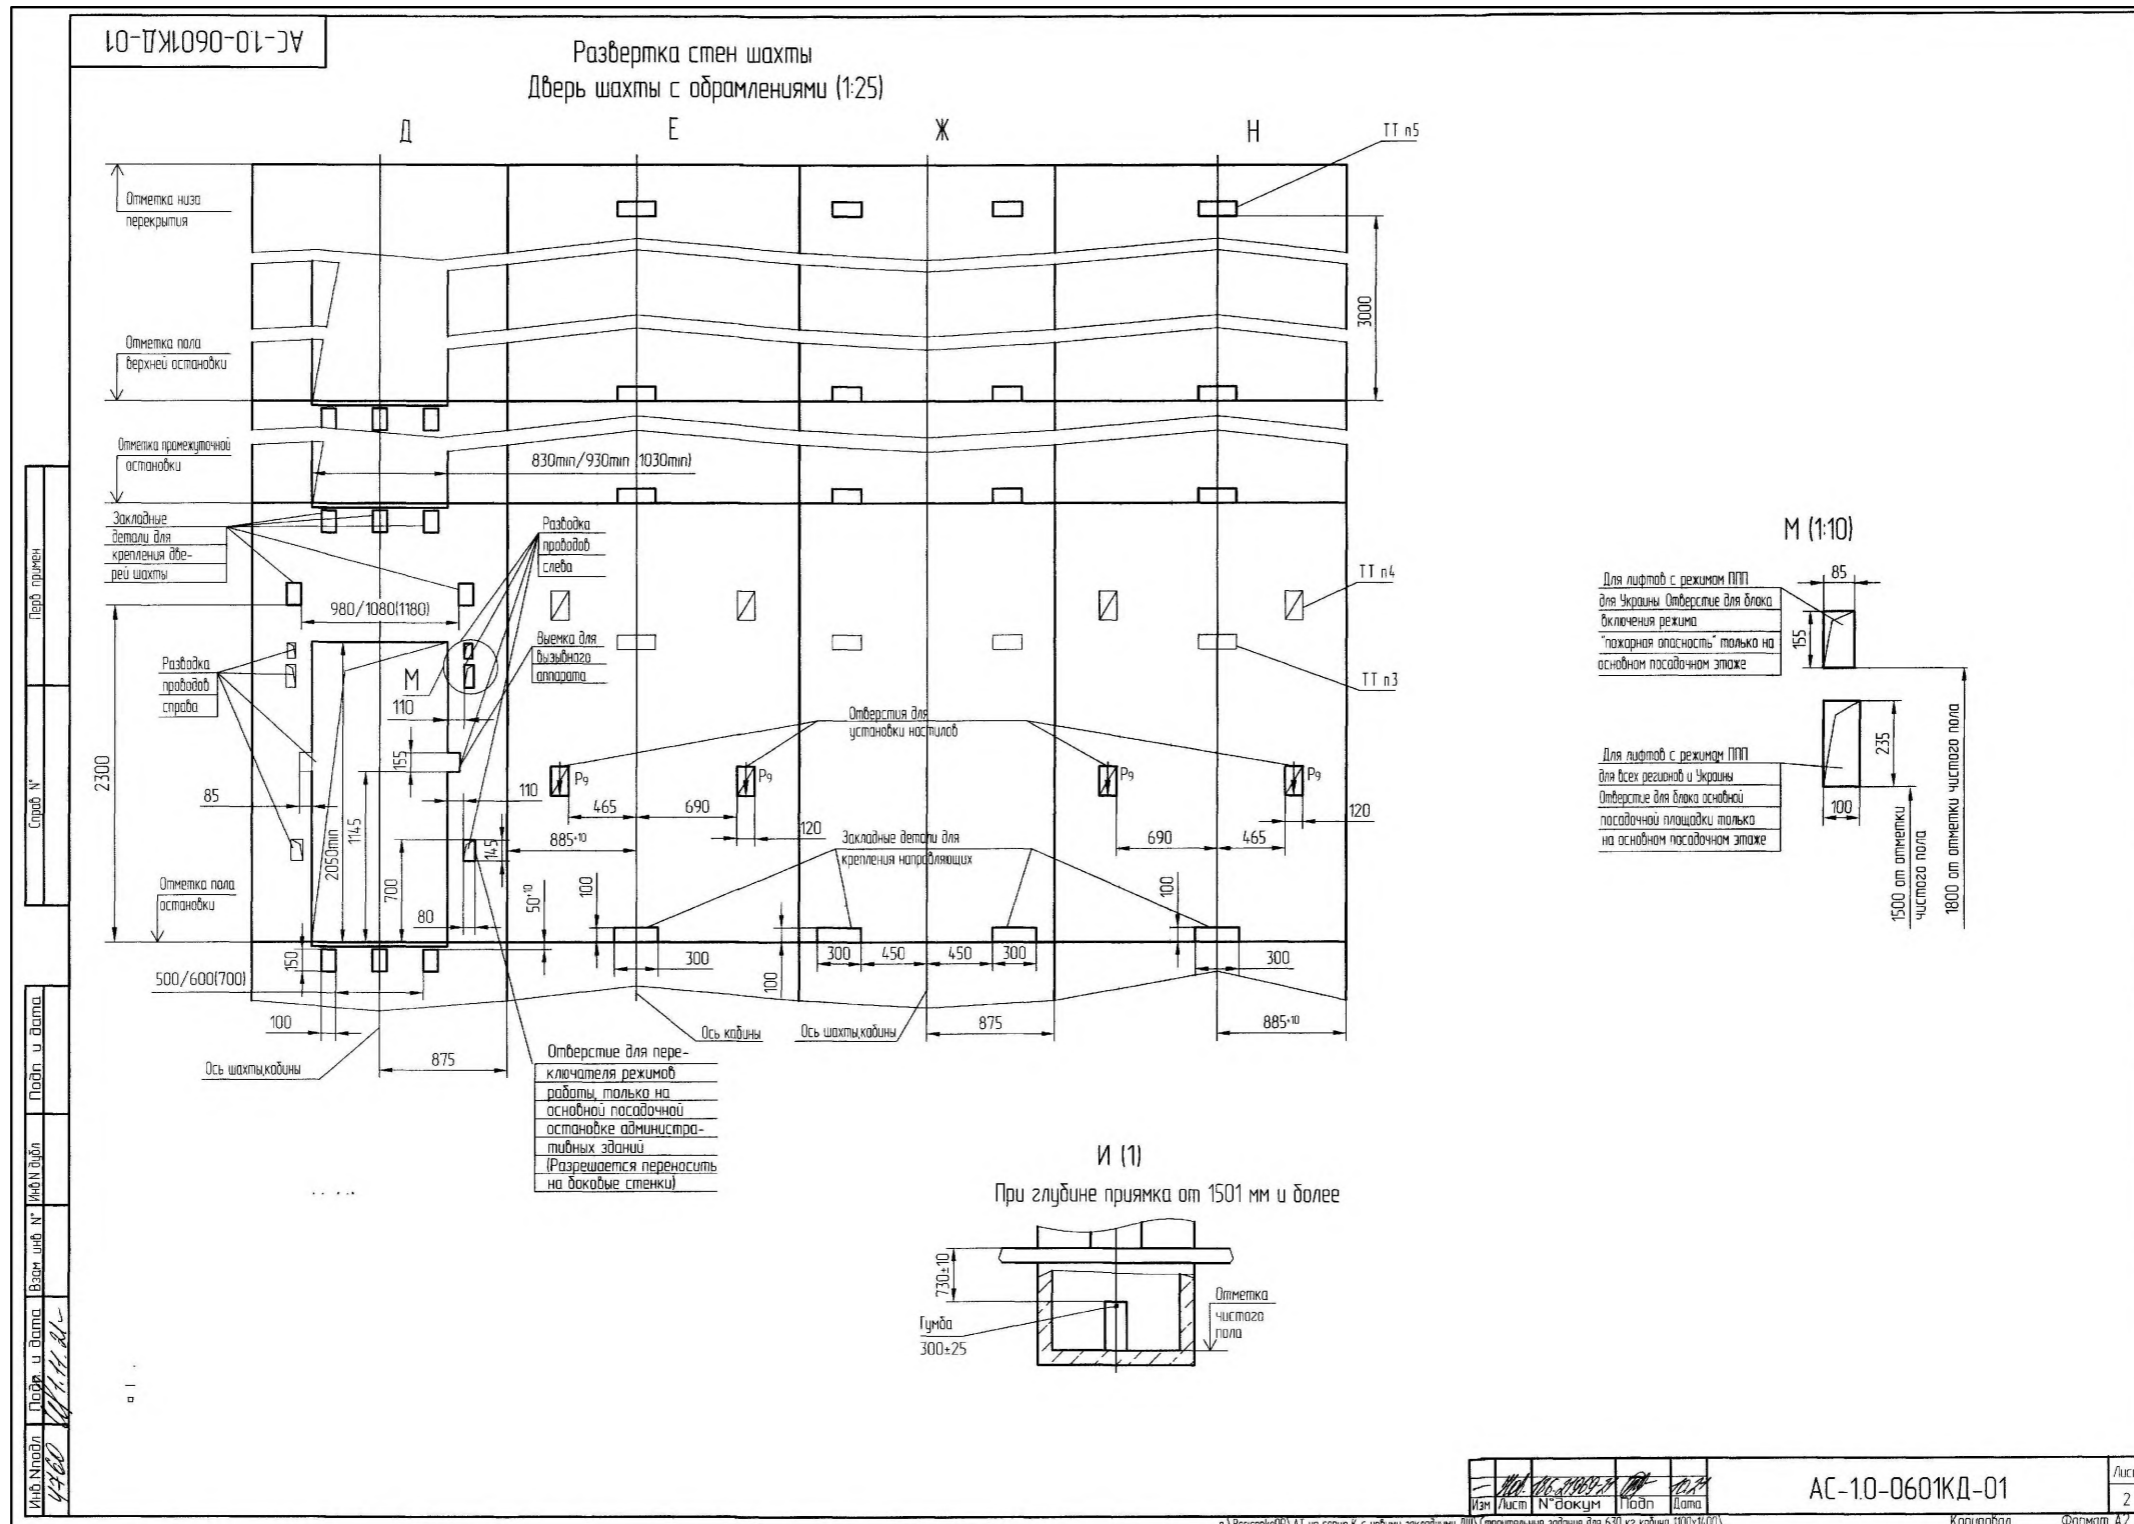 АС-1.0-0601КД-01
Развертка стен шахты
Дверь шахты с обрамлениями (1:25)
Д
Е
Ж
Н
ТТ п5
Отметка низа
перекрытия
3000
Отметка пола
верхней остановки
Отметка промежуточной
остановки
830min/930min (1030min)
Закладные
детали для
крепления две-
рей шахты
980/1080(1180)
Разводка
проводов
слева
ТТ п4
Выемка для
вызывного
аппарата
М
110
Разводка
проводов
справа
ТТ п3
Отверстия для
установки настилов
2300
155
85
110
Р9
Р9
Р9
Р9
465
690
120
690
465
120
2050min
1145
700
145
80
885+10
Закладные детали для
крепления направляющих
Отметка пола
остановки
50+10
100
100
100
300
300
450
450
300
300
150
500/600(700)
100
Ось шахты,кабины
875
Ось кабины
Ось шахты,кабины
875
885+10
Отверстие для пере-
ключателя режимов
работы, только на
основной посадочной
остановке администра-
тивных зданий
(Разрешается переносить
на боковые стенки)
М (1:10)
Для лифтов с режимом ППП
для Украины Отверстие для блока
включения режима
"пожарная опасность" только на
основном посадочном этаже
85
155
Для лифтов с режимом ППП
для всех регионов и Украины
Отверстие для блока основной
посадочной площадки только
на основном посадочном этаже
235
100
1500 от отметки
чистого пола
1800 от отметки чистого пола
И (1)
При глубине приямка от 1501 мм и более
730±10
Тумба
300±25
Отметка
чистого
пола
Перв примен
Справ N°
Подп и дата
Инв N дубл
Взам инв N°
Подп. и дата
Инв.Nподл
4760
Изм
Лист
N°докум
Подп
Дата
АС-1.0-0601КД-01
Лис
2
Копировал
Формат А2